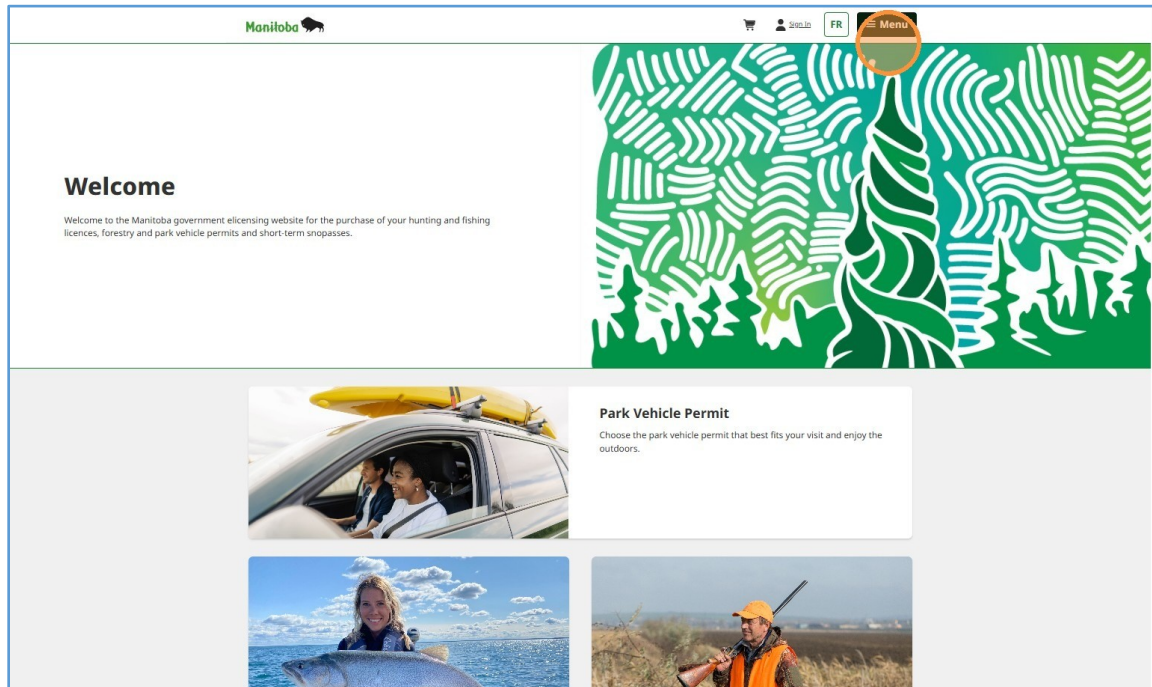 Manitoba
Sign In
FR
Menu
Welcome
Welcome to the Manitoba government elicensing website for the purchase of your hunting and fishing
licences, forestry and park vehicle permits and short-term snopasses.
Park Vehicle Permit
Choose the park vehicle permit that best fits your visit and enjoy the
outdoors.